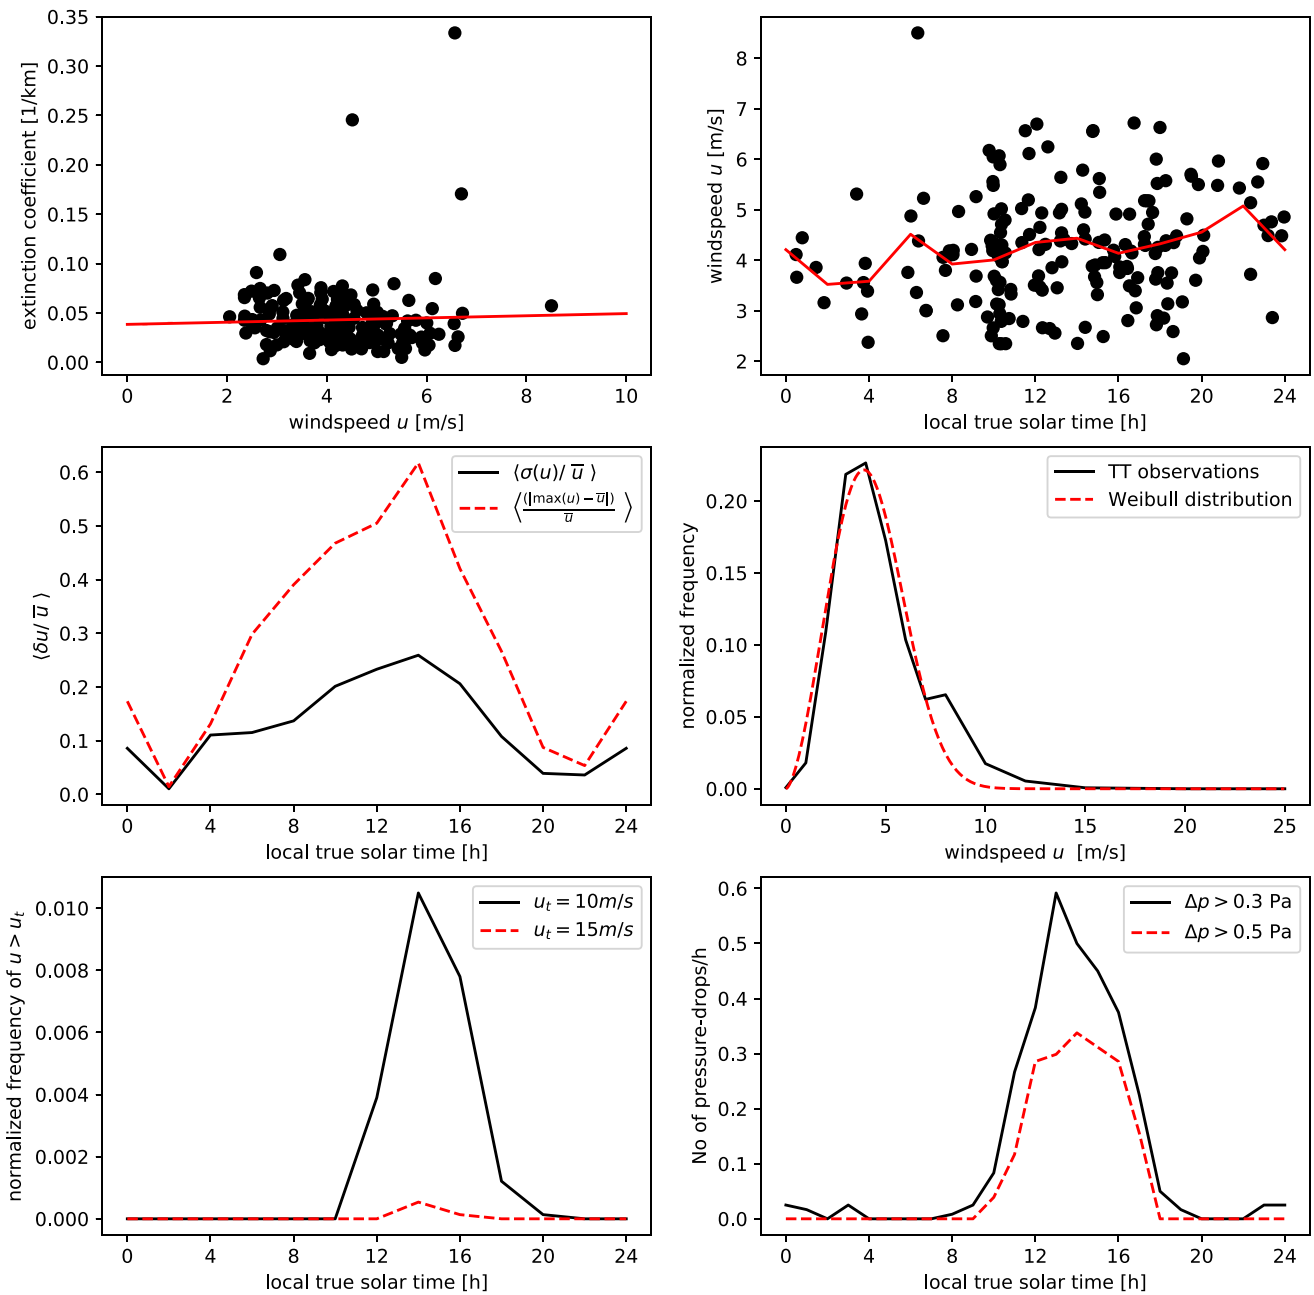 0.35
0.30
0.25
0.20
0.15
0.10
0.05
0.00
extinction coefficient [1/km]
0 2 4 6 8 10
windspeed u [m/s]
8
7
6
5
4
3
2
windspeed u [m/s]
0 4 8 12 16 20 24
local true solar time [h]
0.6
0.5
0.4
0.3
0.2
0.1
0.0
⟨δu/ u̅ ⟩
⟨σ(u)/ u̅ ⟩
⟨(|max(u) − u̅|)/u̅ ⟩
0 4 8 12 16 20 24
local true solar time [h]
0.20
0.15
0.10
0.05
0.00
normalized frequency
TT observations
Weibull distribution
0 5 10 15 20 25
windspeed u [m/s]
0.010
0.008
0.006
0.004
0.002
0.000
normalized frequency of u > u_t
u_t = 10m/s
u_t = 15m/s
0 4 8 12 16 20 24
local true solar time [h]
0.6
0.5
0.4
0.3
0.2
0.1
0.0
No of pressure-drops/h
Δp > 0.3 Pa
Δp > 0.5 Pa
0 4 8 12 16 20 24
local true solar time [h]